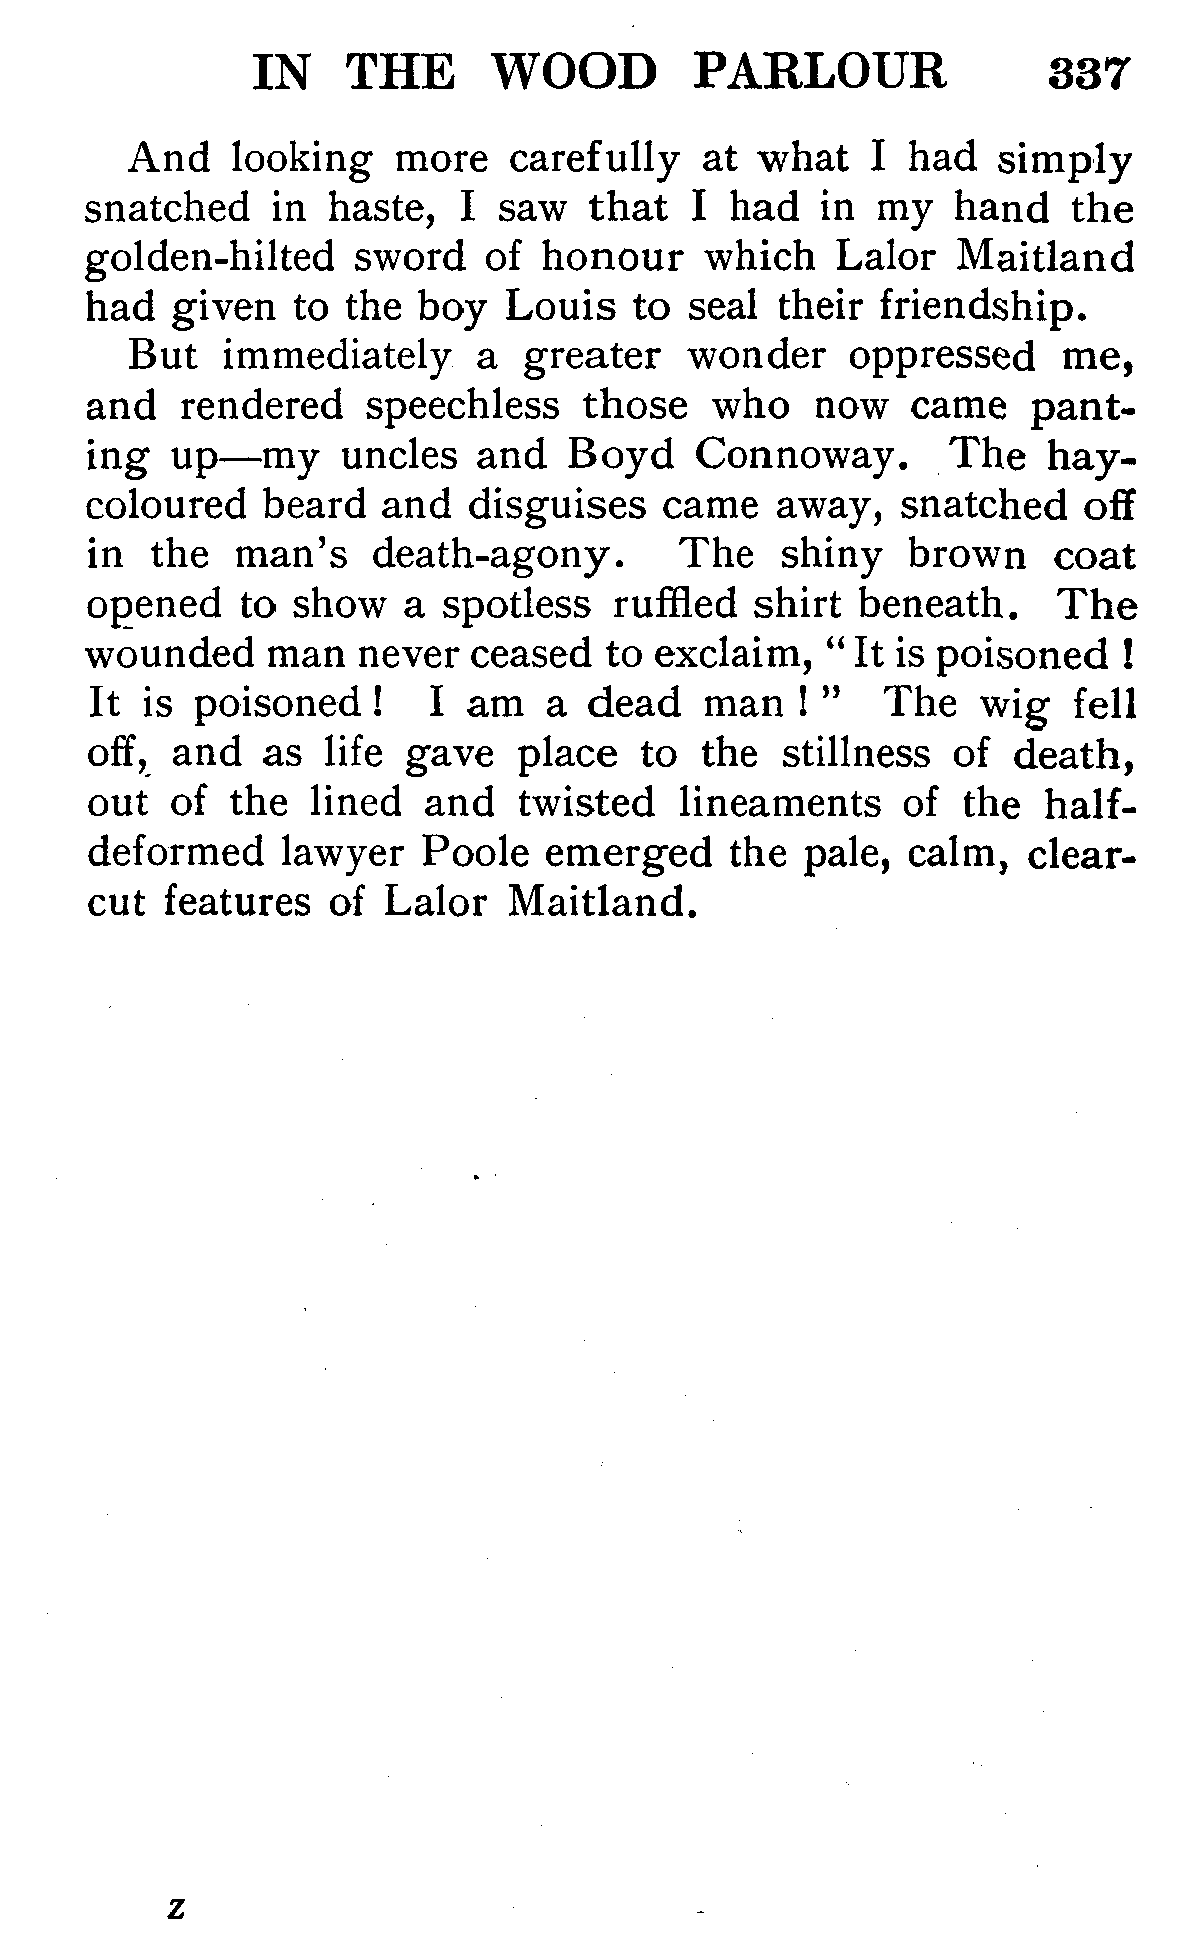 IN THE WOOD PARLOUR 337
And looking more carefully at what I had simply
snatched in haste, I saw that I had in my hand the
golden-hilted sword of honour which Lalor Maitland
had given to the boy Louis to seal their friendship.
But immediately a greater wonder oppressed me,
and rendered speechless those who now came pant-
ing up—my uncles and Boyd Connoway. The hay-
coloured beard and disguises came away, snatched off
in the man's death-agony. The shiny brown coat
opened to show a spotless ruffled shirt beneath. The
wounded man never ceased to exclaim, “ It is poisoned !
It is poisoned ! I am a dead man ! ” The wig fell
off, and as life gave place to the stillness of death,
out of the lined and twisted lineaments of the half-
deformed lawyer Poole emerged the pale, calm, clear-
cut features of Lalor Maitland.
Z